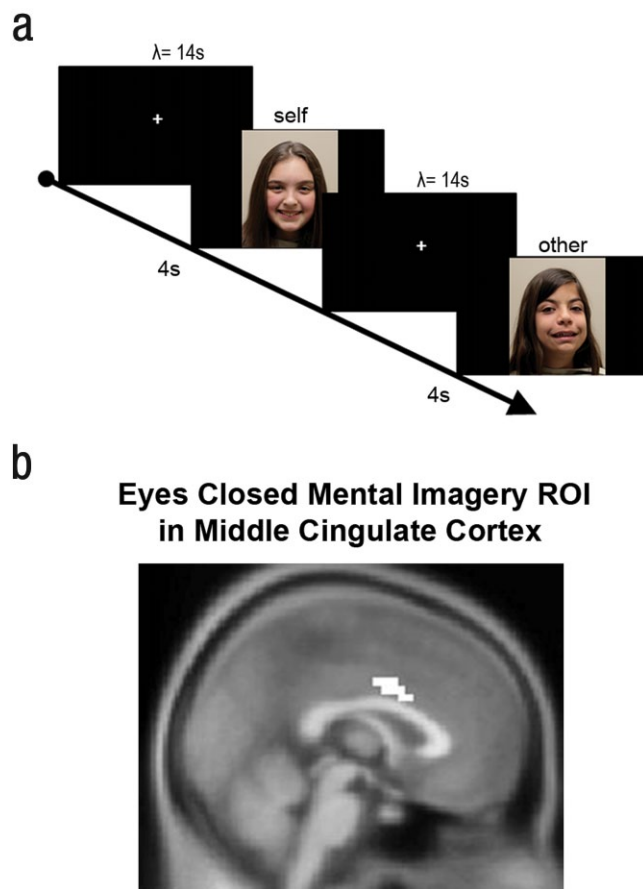 a
λ= 14s
+
self
4s
λ= 14s
+
other
4s
b
Eyes Closed Mental Imagery ROI
in Middle Cingulate Cortex